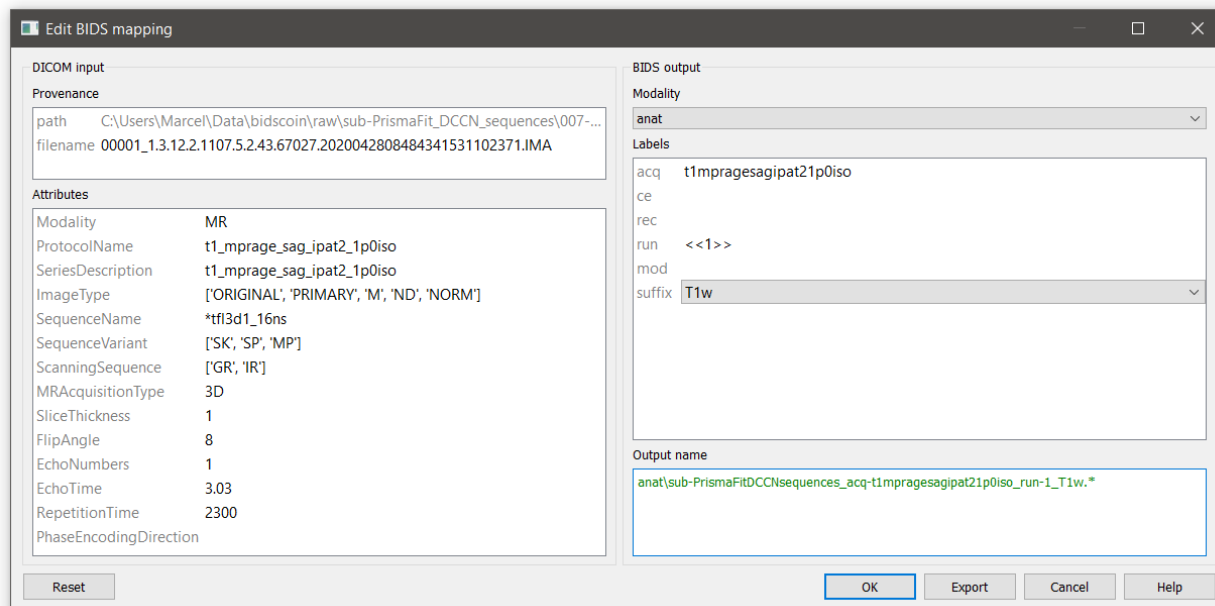 Edit BIDS mapping
DICOM input
Provenance
path C:\Users\Marcel\Data\bidscoin\raw\sub-PrismaFit_DCCN_sequences\007-...
filename 00001_1.3.12.2.1107.5.2.43.67027.2020042808484341531102371.IMA
Attributes
Modality MR
ProtocolName t1_mprage_sag_ipat2_1p0iso
SeriesDescription t1_mprage_sag_ipat2_1p0iso
ImageType ['ORIGINAL', 'PRIMARY', 'M', 'ND', 'NORM']
SequenceName *tfl3d1_16ns
SequenceVariant ['SK', 'SP', 'MP']
ScanningSequence ['GR', 'IR']
MRAcquisitionType 3D
SliceThickness 1
FlipAngle 8
EchoNumbers 1
EchoTime 3.03
RepetitionTime 2300
PhaseEncodingDirection
BIDS output
Modality
anat
Labels
acq t1mpragesagipat21p0iso
ce
rec
run <<1>>
mod
suffix T1w
Output name
anat\sub-PrismaFitDCCNsequences_acq-t1mpragesagipat21p0iso_run-1_T1w.*
Reset
OK
Export
Cancel
Help